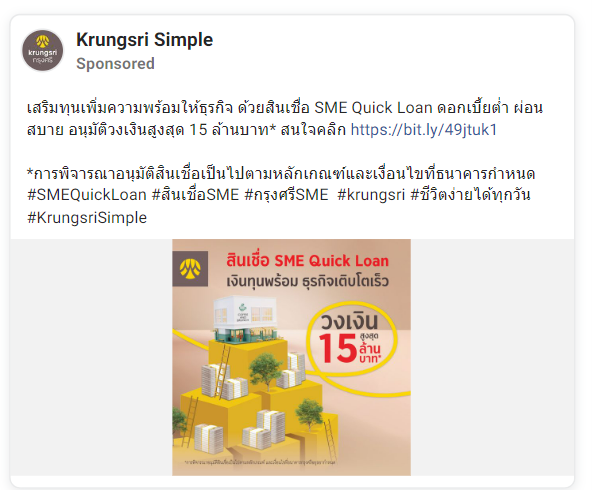 Krungsri Simple
Sponsored
krungsri
กรุงศรี
เสริมทุนเพิ่มความพร้อมให้ธุรกิจ ด้วยสินเชื่อ SME Quick Loan ดอกเบี้ยต่ำ ผ่อน
สบาย อนุมัติวงเงินสูงสุด 15 ล้านบาท* สนใจคลิก https://bit.ly/49jtuk1
*การพิจารณาอนุมัติสินเชื่อเป็นไปตามหลักเกณฑ์และเงื่อนไขที่ธนาคารกำหนด
#SMEQuickLoan #สินเชื่อSME #กรุงศรีSME #krungsri #ชีวิตง่ายได้ทุกวัน
#KrungsriSimple
สินเชื่อ SME Quick Loan
เงินทุนพร้อม ธุรกิจเติบโตเร็ว
วงเงิน
สูงสุด
15 ล้าน
บาท*